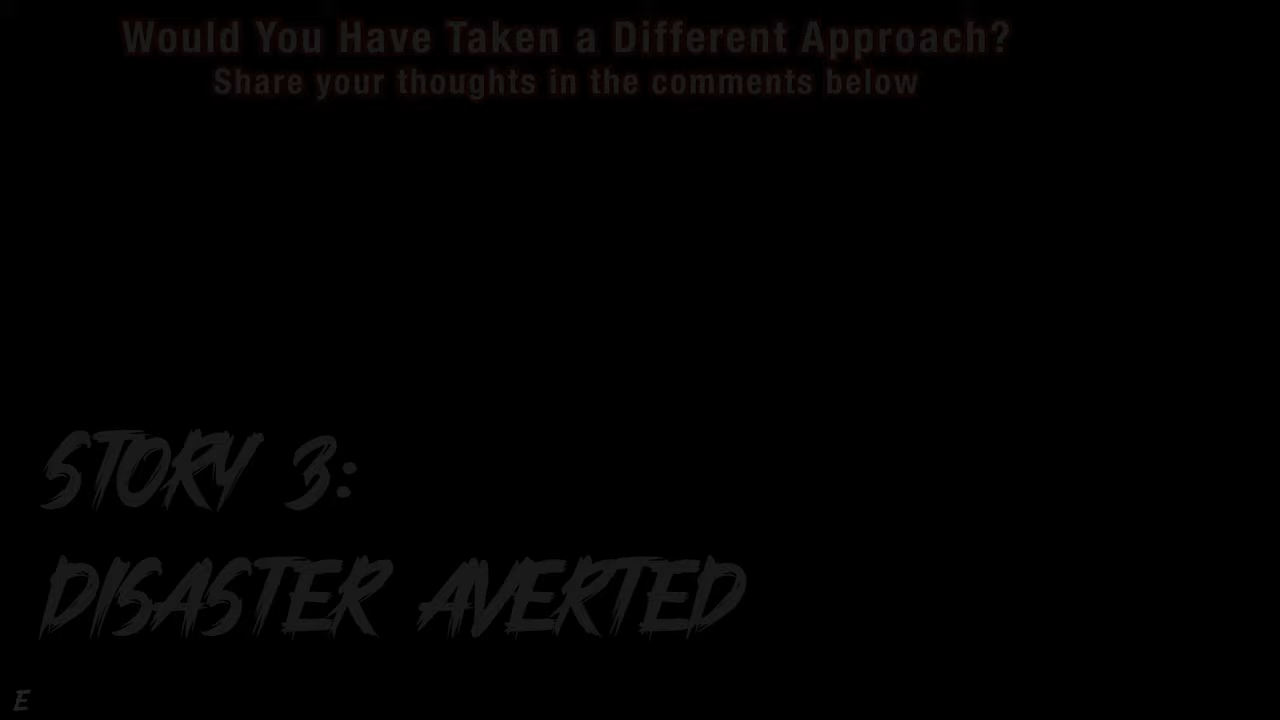 Would You Have Taken a Different Approach?
Share your thoughts in the comments below
STORY 3:
DISASTER AVERTED
E